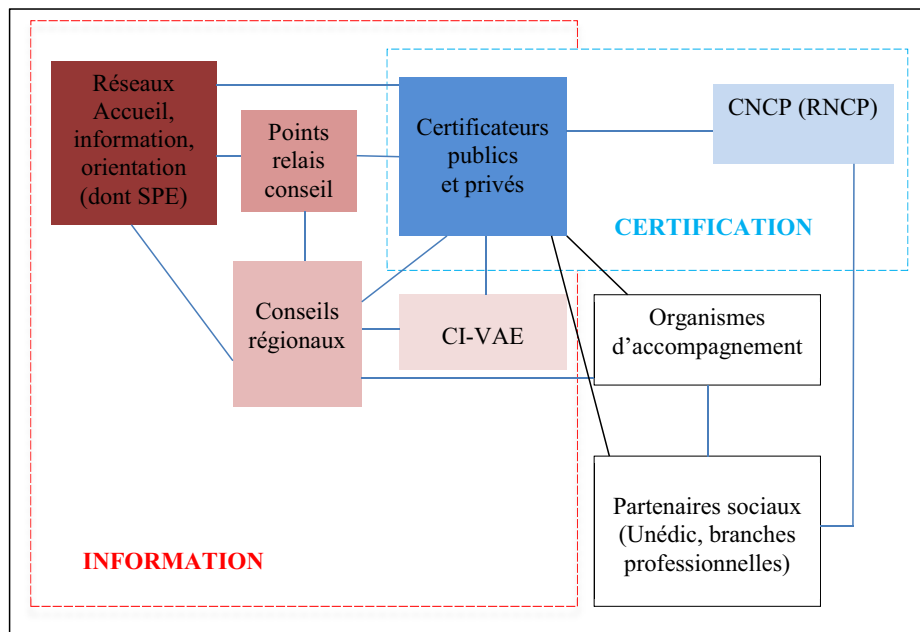 Réseaux
Accueil,
information,
orientation
(dont SPE)
Points
relais
conseil
Certificateurs
publics
et privés
CNCP (RNCP)
CERTIFICATION
Conseils
régionaux
CI-VAE
Organismes
d’accompagnement
Partenaires sociaux
(Unédic, branches
professionnelles)
INFORMATION